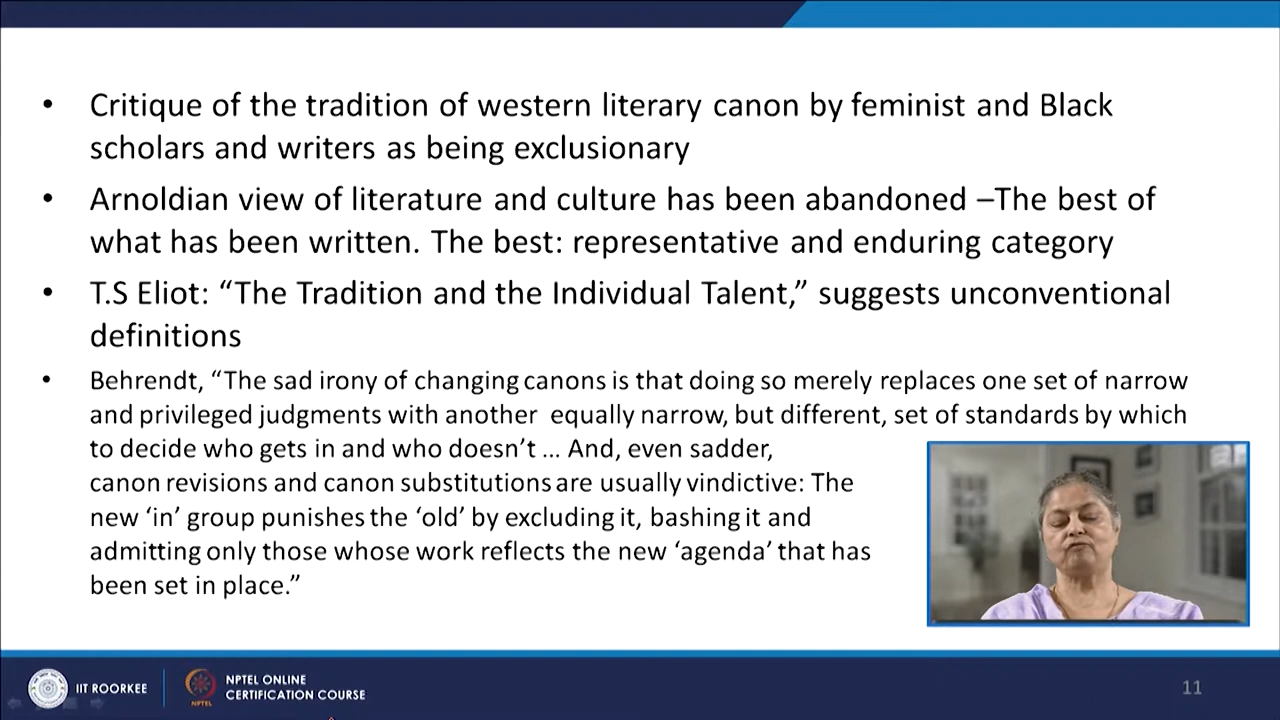 • Critique of the tradition of western literary canon by feminist and Black
scholars and writers as being exclusionary
• Arnoldian view of literature and culture has been abandoned –The best of
what has been written. The best: representative and enduring category
• T.S Eliot: “The Tradition and the Individual Talent,” suggests unconventional
definitions
• Behrendt, “The sad irony of changing canons is that doing so merely replaces one set of narrow
and privileged judgments with another equally narrow, but different, set of standards by which
to decide who gets in and who doesn’t … And, even sadder,
canon revisions and canon substitutions are usually vindictive: The
new ‘in’ group punishes the ‘old’ by excluding it, bashing it and
admitting only those whose work reflects the new ‘agenda’ that has
been set in place.”
IIT ROORKEE
NPTEL
NPTEL ONLINE
CERTIFICATION COURSE
11